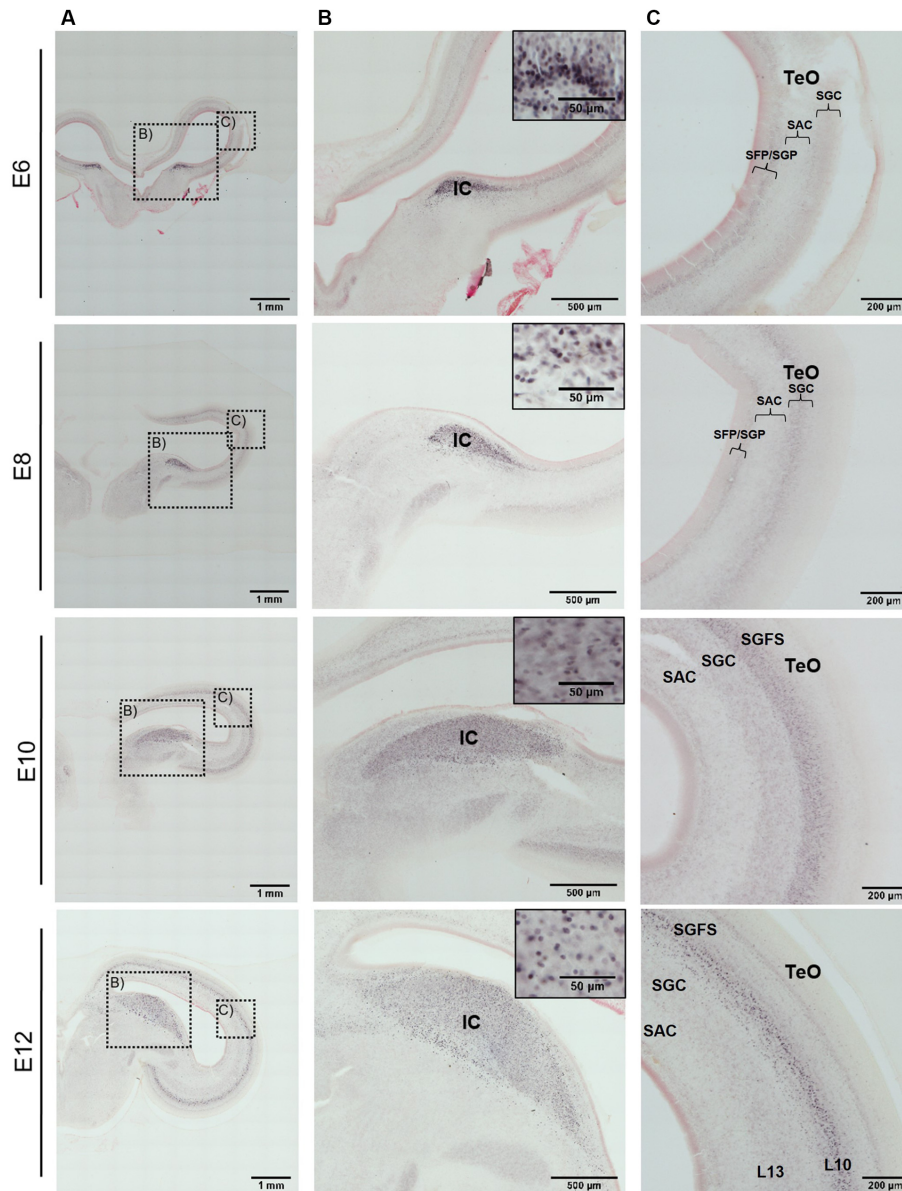 A
B
C
E6
B)
C)
1 mm
50 µm
IC
500 µm
TeO
SGC
SAC
SFP/SGP
200 µm
E8
B)
C)
1 mm
50 µm
IC
500 µm
TeO
SGC
SAC
SFP/SGP
200 µm
E10
B)
C)
1 mm
50 µm
IC
500 µm
SGFS
TeO
SGC
SAC
200 µm
E12
B)
C)
1 mm
50 µm
IC
500 µm
SGFS
TeO
SGC
SAC
L13
L10
200 µm